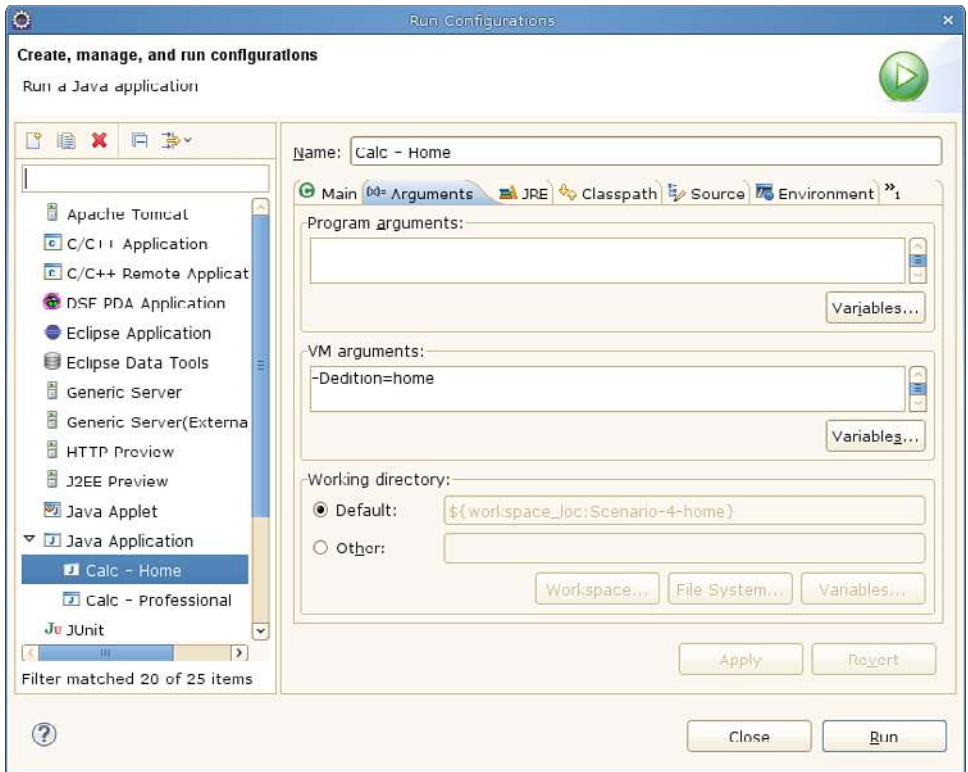 Run Configurations
Create, manage, and run configurations
Run a Java application
Name: Calc - Home
Main (x)= Arguments JRE Classpath Source Environment »1
Apache Tomcat
C/C++ Application
C/C++ Remote Applicat
DSF PDA Application
Eclipse Application
Eclipse Data Tools
Generic Server
Generic Server(Externa
HTTP Preview
J2EE Preview
Java Applet
Java Application
Calc - Home
Calc - Professional
Ju JUnit
Filter matched 20 of 25 items
Program arguments:
Variables...
VM arguments:
-Dedition=home
Variables...
Working directory:
Default: ${workspace_loc:Scenario-4-home}
Other:
Workspace... File System... Variables...
Apply Revert
? Close Run